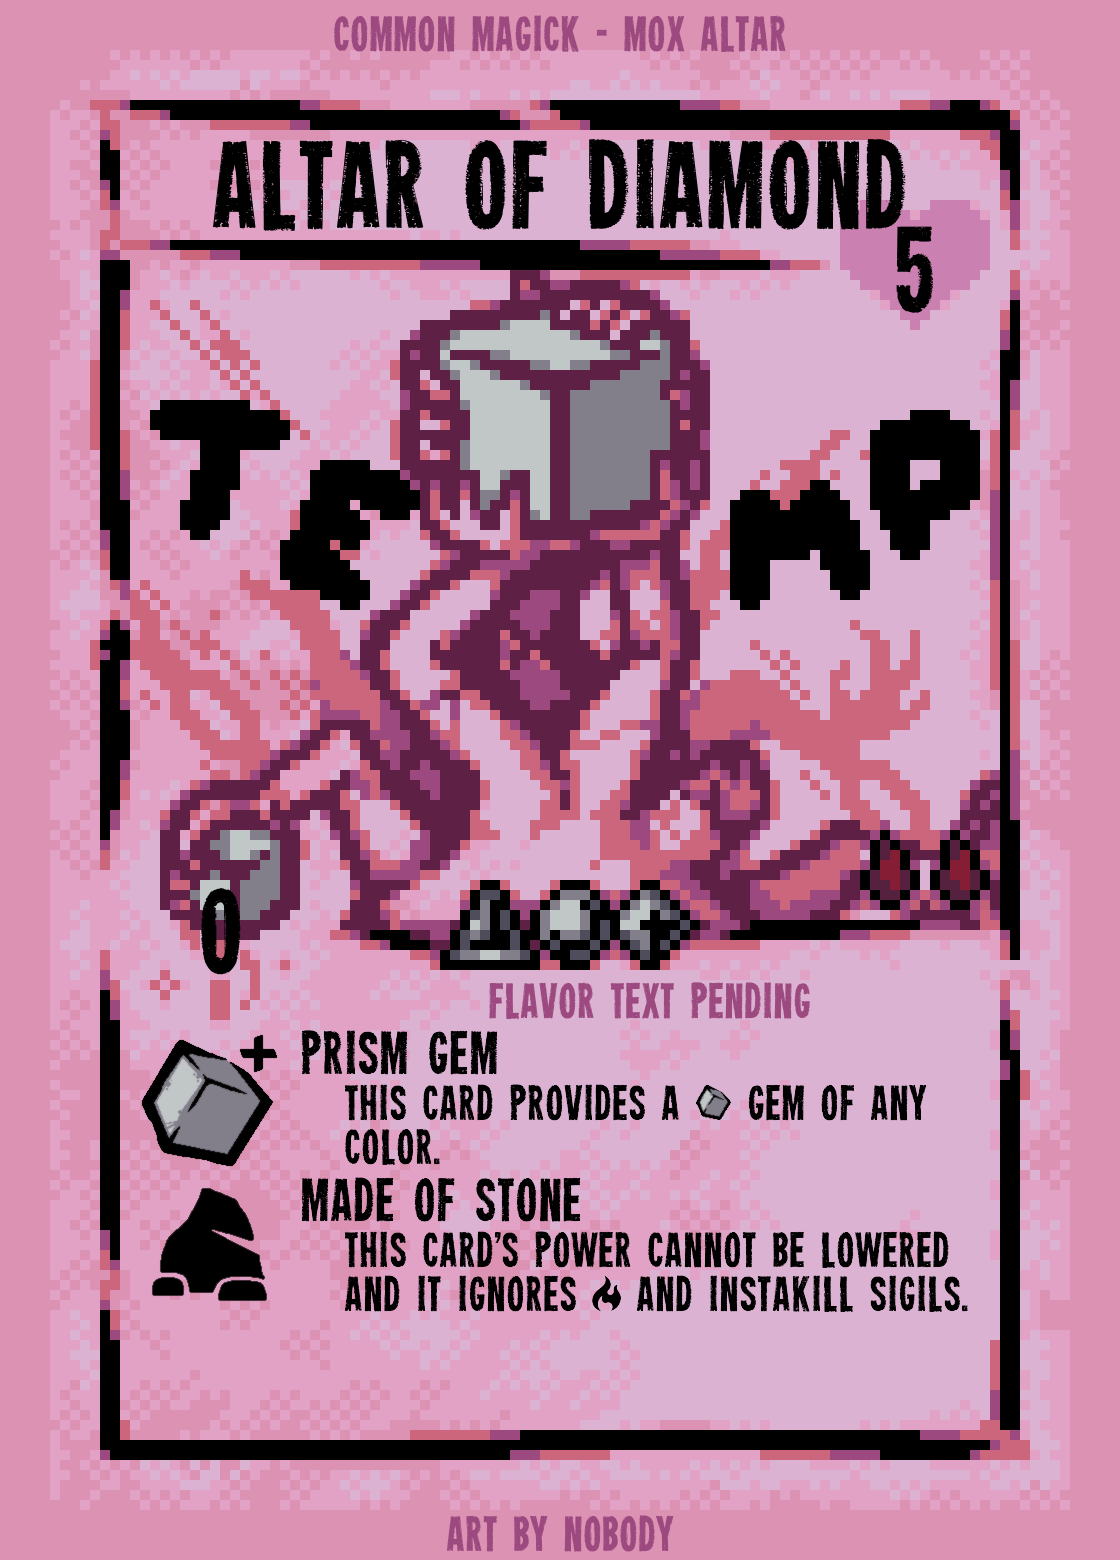 COMMON MAGICK - MOX ALTAR
ALTAR OF DIAMOND
5
TEMP
0
FLAVOR TEXT PENDING
PRISM GEM
THIS CARD PROVIDES A GEM OF ANY
COLOR.
MADE OF STONE
THIS CARD'S POWER CANNOT BE LOWERED
AND IT IGNORES AND INSTAKILL SIGILS.
ART BY NOBODY